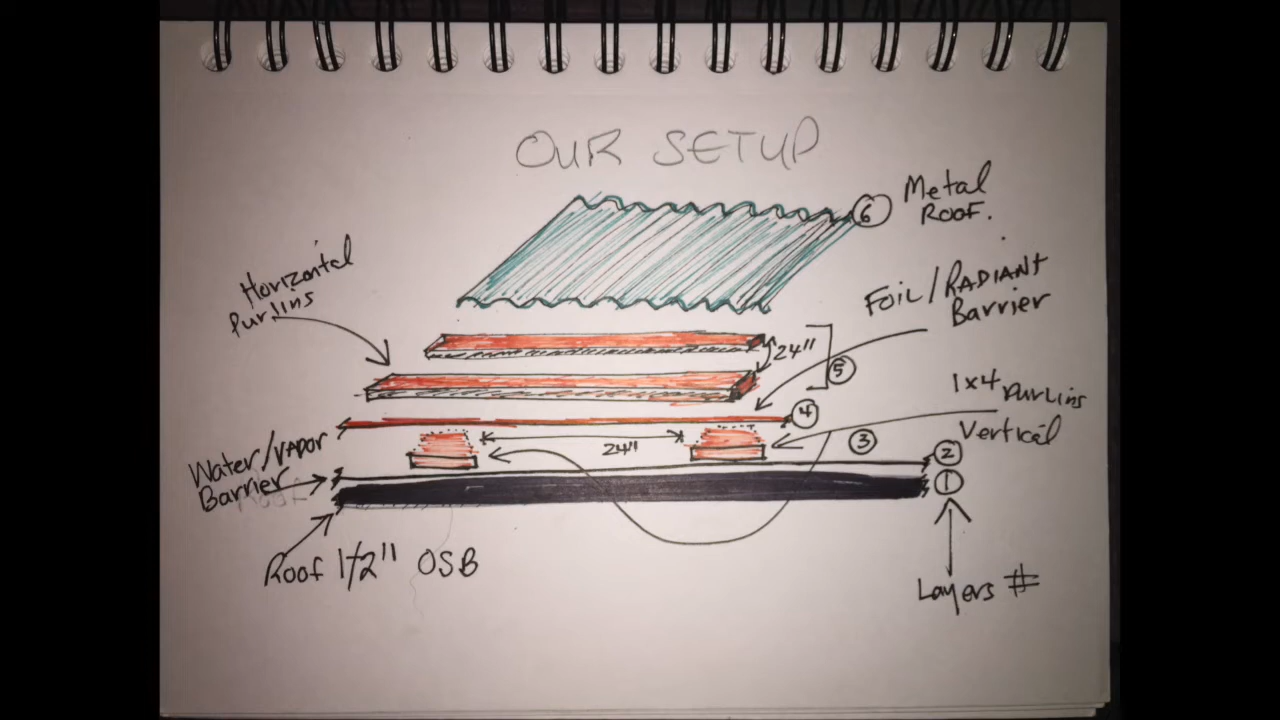 OUR SETUP
6 Metal
ROOF.
Horizontal
Purlins
FOIL/RADIANT
Barrier
24"
5
1x4 Purlins
Vertical
4
24"
3
Water/VAPOR
Barrier
2
1
Roof 1/2" OSB
Layers #